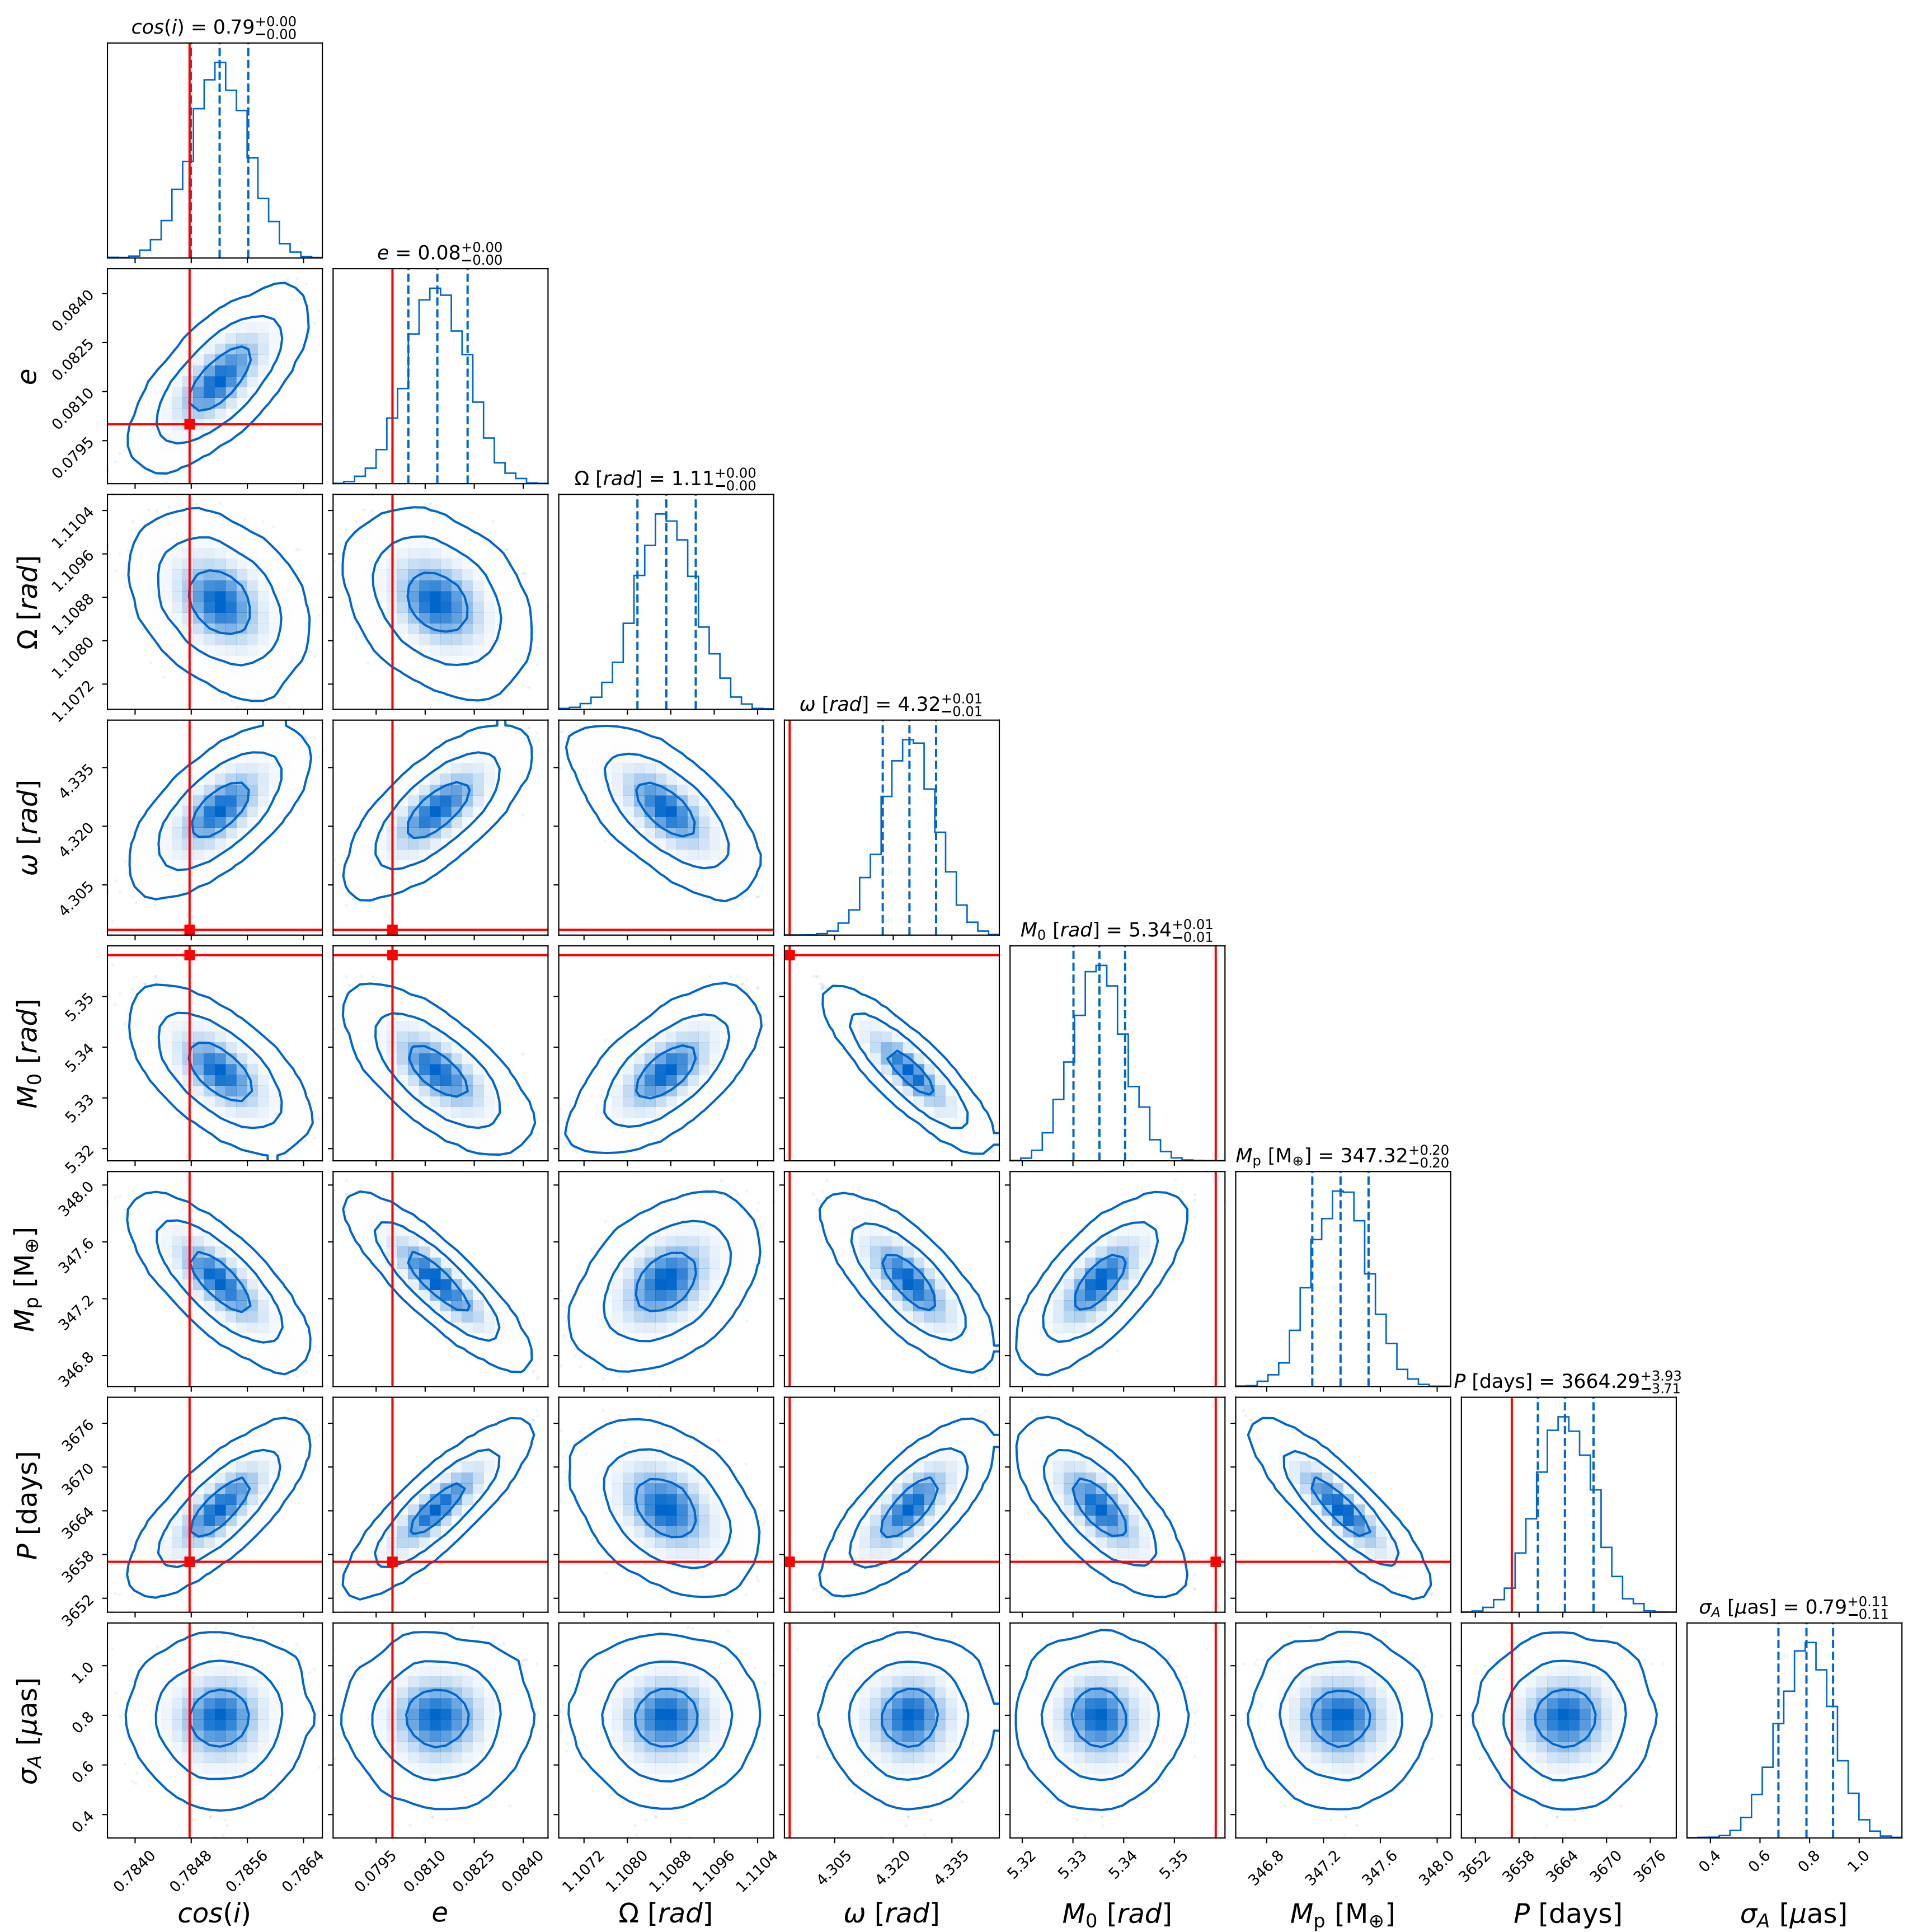 cos(i) = 0.79+0.00 −0.00
e = 0.08+0.00 −0.00
0.0840
0.0825
0.0810
0.0795
e
Ω [rad] = 1.11+0.00 −0.00
1.1104
1.1096
1.1088
1.1080
1.1072
Ω [rad]
ω [rad] = 4.32+0.01 −0.01
4.335
4.320
4.305
ω [rad]
M0 [rad] = 5.34+0.01 −0.01
5.35
5.34
5.33
5.32
M0 [rad]
Mp [M⊕] = 347.32+0.20 −0.20
348.0
347.6
347.2
346.8
Mp [M⊕]
P [days] = 3664.29+3.93 −3.71
3676
3670
3664
3658
3652
P [days]
σA [μas] = 0.79+0.11 −0.11
1.0
0.8
0.6
0.4
σA [μas]
0.7840 0.7848 0.7856 0.7864 0.0795 0.0810 0.0825 0.0840 1.1072 1.1080 1.1088 1.1096 1.1104 4.305 4.320 4.335 5.32 5.33 5.34 5.35 346.8 347.2 347.6 348.0 3652 3658 3664 3670 3676 0.4 0.6 0.8 1.0
cos(i) e Ω [rad] ω [rad] M0 [rad] Mp [M⊕] P [days] σA [μas]